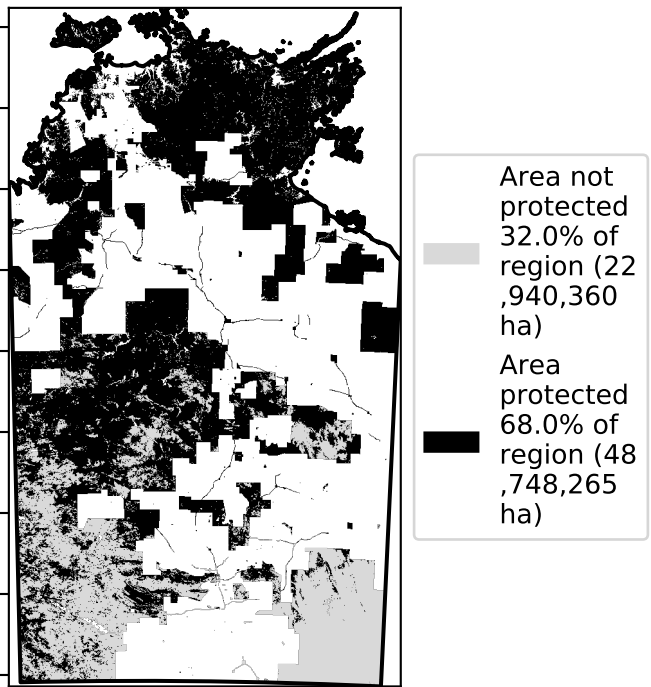 Area not
protected
32.0% of
region (22
,940,360
ha)
Area
protected
68.0% of
region (48
,748,265
ha)